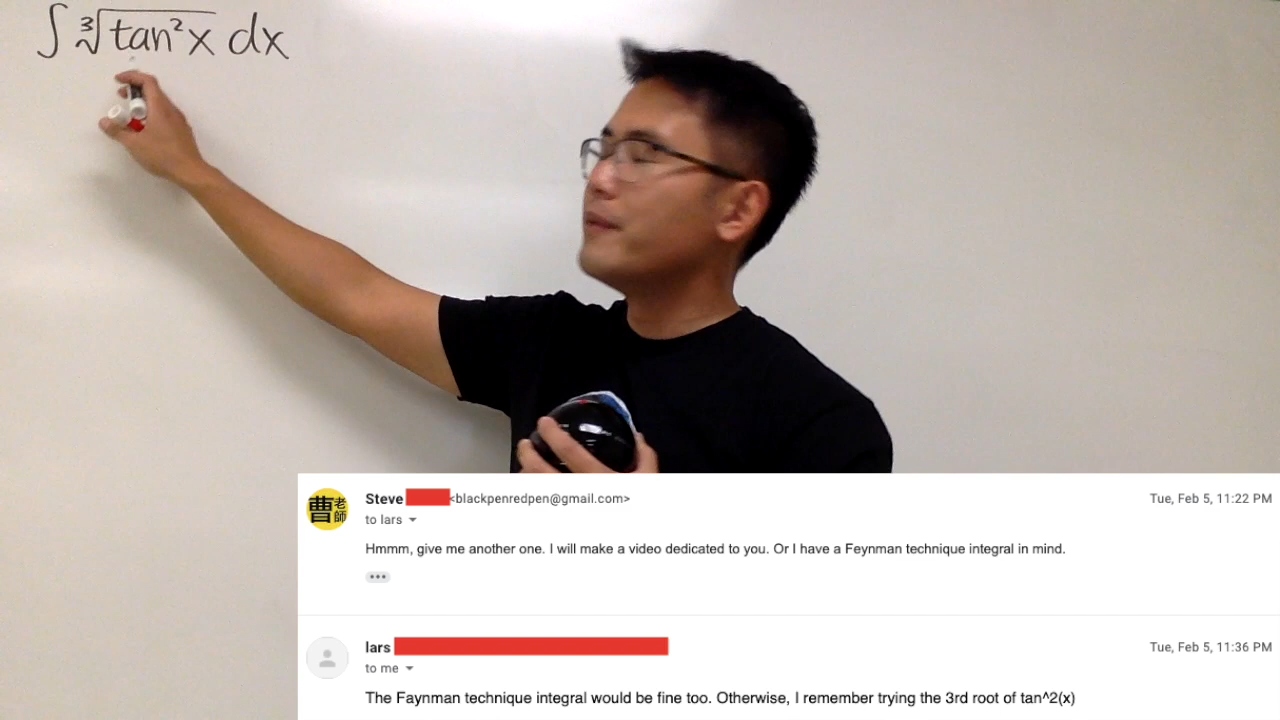 ∫ ∛tan²x dx
曹老師
Steve <blackpenredpen@gmail.com> Tue, Feb 5, 11:22 PM
to lars
Hmmm, give me another one. I will make a video dedicated to you. Or I have a Feynman technique integral in mind.
lars Tue, Feb 5, 11:36 PM
to me
The Faynman technique integral would be fine too. Otherwise, I remember trying the 3rd root of tan^2(x)